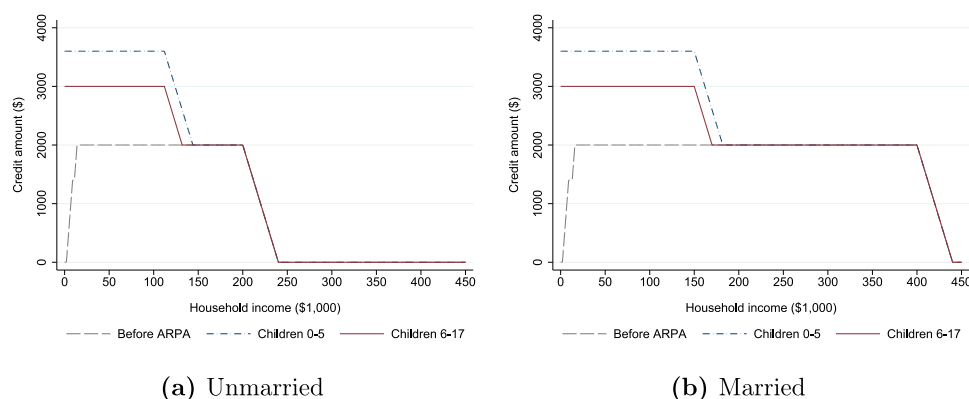 4000
3000
2000
1000
0
Credit amount ($)
0 50 100 150 200 250 300 350 400 450
Household income ($1,000)
Before ARPA Children 0-5 Children 6-17
(a) Unmarried
4000
3000
2000
1000
0
Credit amount ($)
0 50 100 150 200 250 300 350 400 450
Household income ($1,000)
Before ARPA Children 0-5 Children 6-17
(b) Married